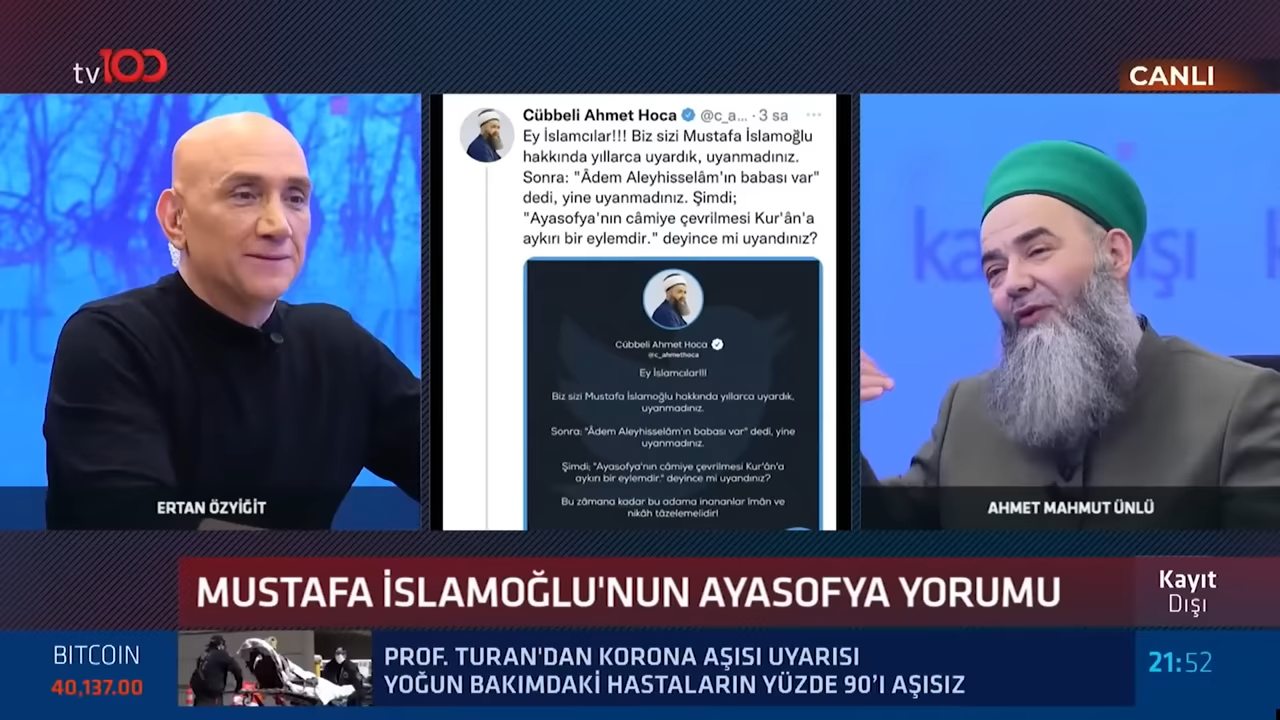 tv100
CANLI
Cübbeli Ahmet Hoca @c_a... · 3 sa
Ey İslamcılar!!! Biz sizi Mustafa İslamoğlu
hakkında yıllarca uyardık, uyanmadınız.
Sonra: "Âdem Aleyhisselâm'ın babası var"
dedi, yine uyanmadınız. Şimdi;
"Ayasofya'nın câmiye çevrilmesi Kur'ân'a
aykırı bir eylemdir." deyince mi uyandınız?
Cübbeli Ahmet Hoca
@c_ahmethoca
Ey İslamcılar!!!
Biz sizi Mustafa İslamoğlu hakkında yıllarca uyardık,
uyanmadınız.
Sonra: "Âdem Aleyhisselâm'ın babası var" dedi, yine
uyanmadınız.
Şimdi; "Ayasofya'nın câmiye çevrilmesi Kur'ân'a
aykırı bir eylemdir." deyince mi uyandınız?
Bu zâmana kadar bu adama inananlar îmân ve
nikâh tâzelemelidir!
ERTAN ÖZYİĞİT
AHMET MAHMUT ÜNLÜ
MUSTAFA İSLAMOĞLU'NUN AYASOFYA YORUMU
Kayıt
Dışı
BITCOIN
40,137.00
PROF. TURAN'DAN KORONA AŞISI UYARISI
YOĞUN BAKIMDAKİ HASTALARIN YÜZDE 90'I AŞISIZ
21:52